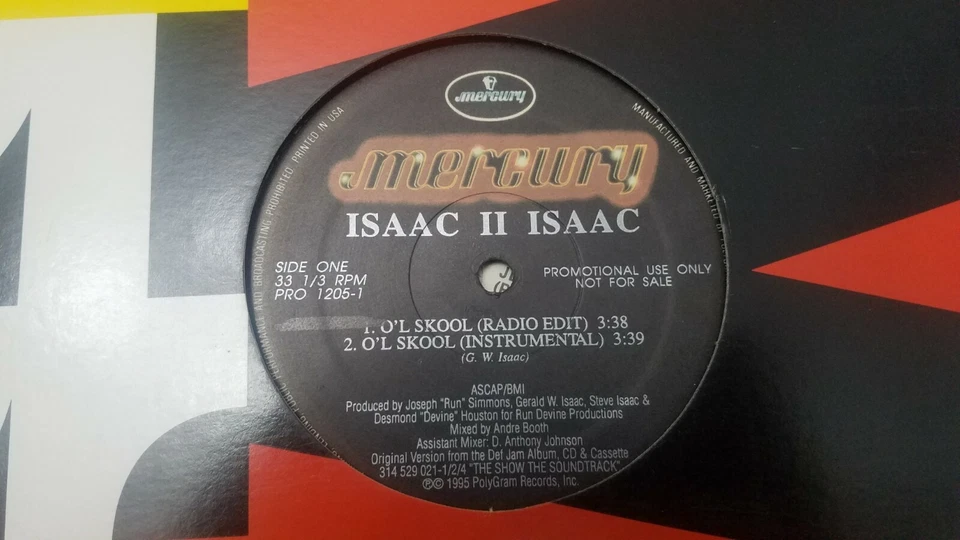 mercury
mercury
ISAAC II ISAAC
SIDE ONE
33 1/3 RPM
PRO 1205-1
PROMOTIONAL USE ONLY
NOT FOR SALE
1. O'L SKOOL (RADIO EDIT) 3:38
2. O'L SKOOL (INSTRUMENTAL) 3:39
(G. W. Isaac)
ASCAP/BMI
Produced by Joseph "Run" Simmons, Gerald W. Isaac, Steve Isaac &
Desmond "Devine" Houston for Run Devine Productions
Mixed by Andre Booth
Assistant Mixer: D. Anthony Johnson
Original Version from the Def Jam Album, CD & Cassette
314 529 021-1/2/4 "THE SHOW THE SOUNDTRACK"
℗© 1995 PolyGram Records, Inc.
AND BROADCASTING PROHIBITED. PRINTED IN USA
MANUFACTURED AND MARKETED